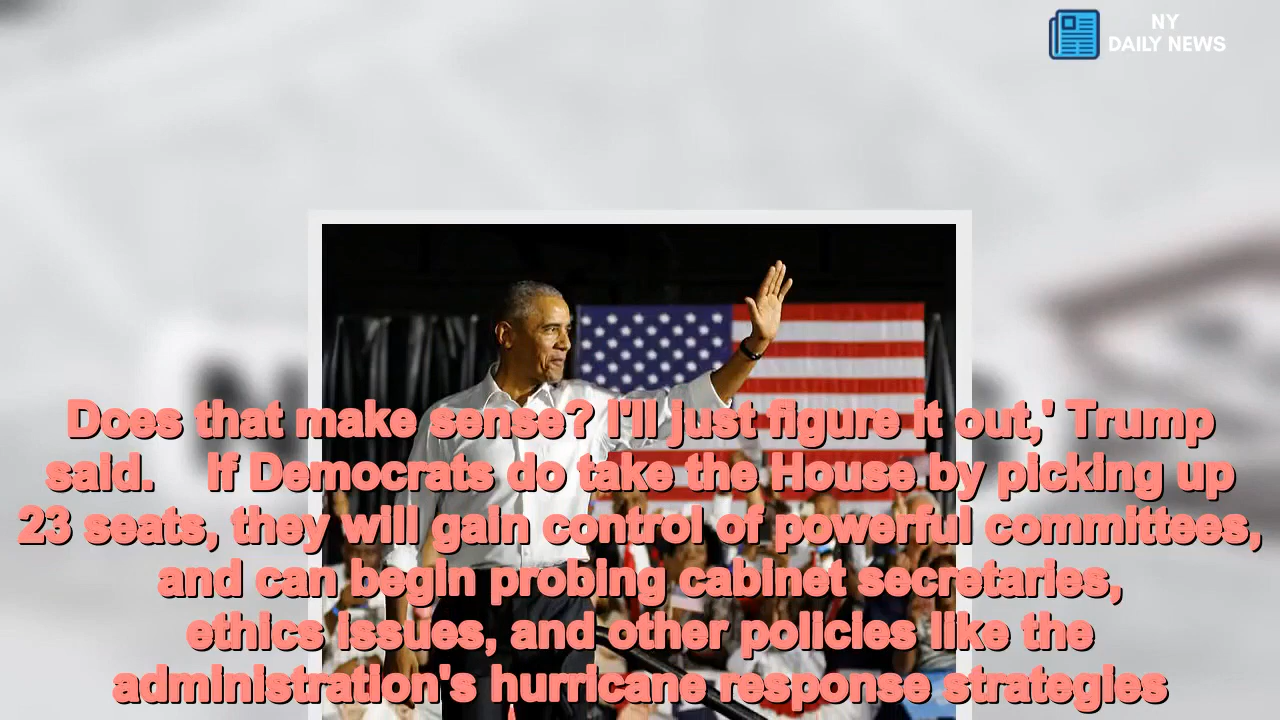 NY
DAILY NEWS
Does that make sense? I'll just figure it out,' Trump
said. If Democrats do take the House by picking up
23 seats, they will gain control of powerful committees,
and can begin probing cabinet secretaries,
ethics issues, and other policies like the
administration's hurricane response strategies